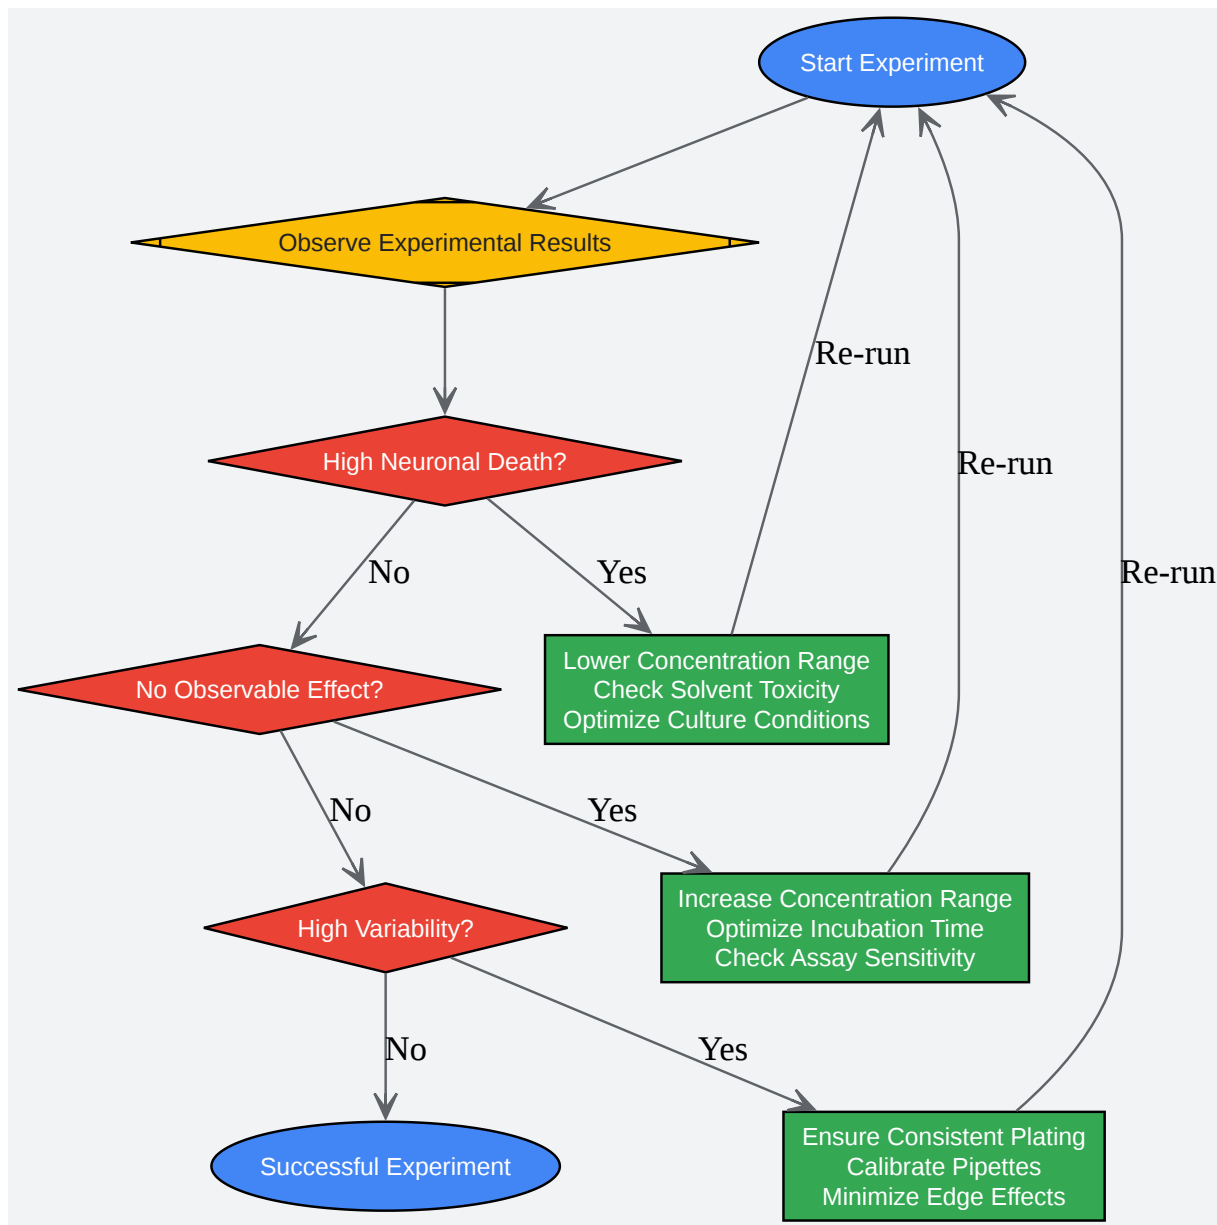 Start Experiment
Observe Experimental Results
Re-run
High Neuronal Death?
Re-run
No
Yes
Re-run
Lower Concentration Range
Check Solvent Toxicity
Optimize Culture Conditions
No Observable Effect?
No
Yes
Increase Concentration Range
Optimize Incubation Time
Check Assay Sensitivity
High Variability?
No
Yes
Ensure Consistent Plating
Calibrate Pipettes
Minimize Edge Effects
Successful Experiment